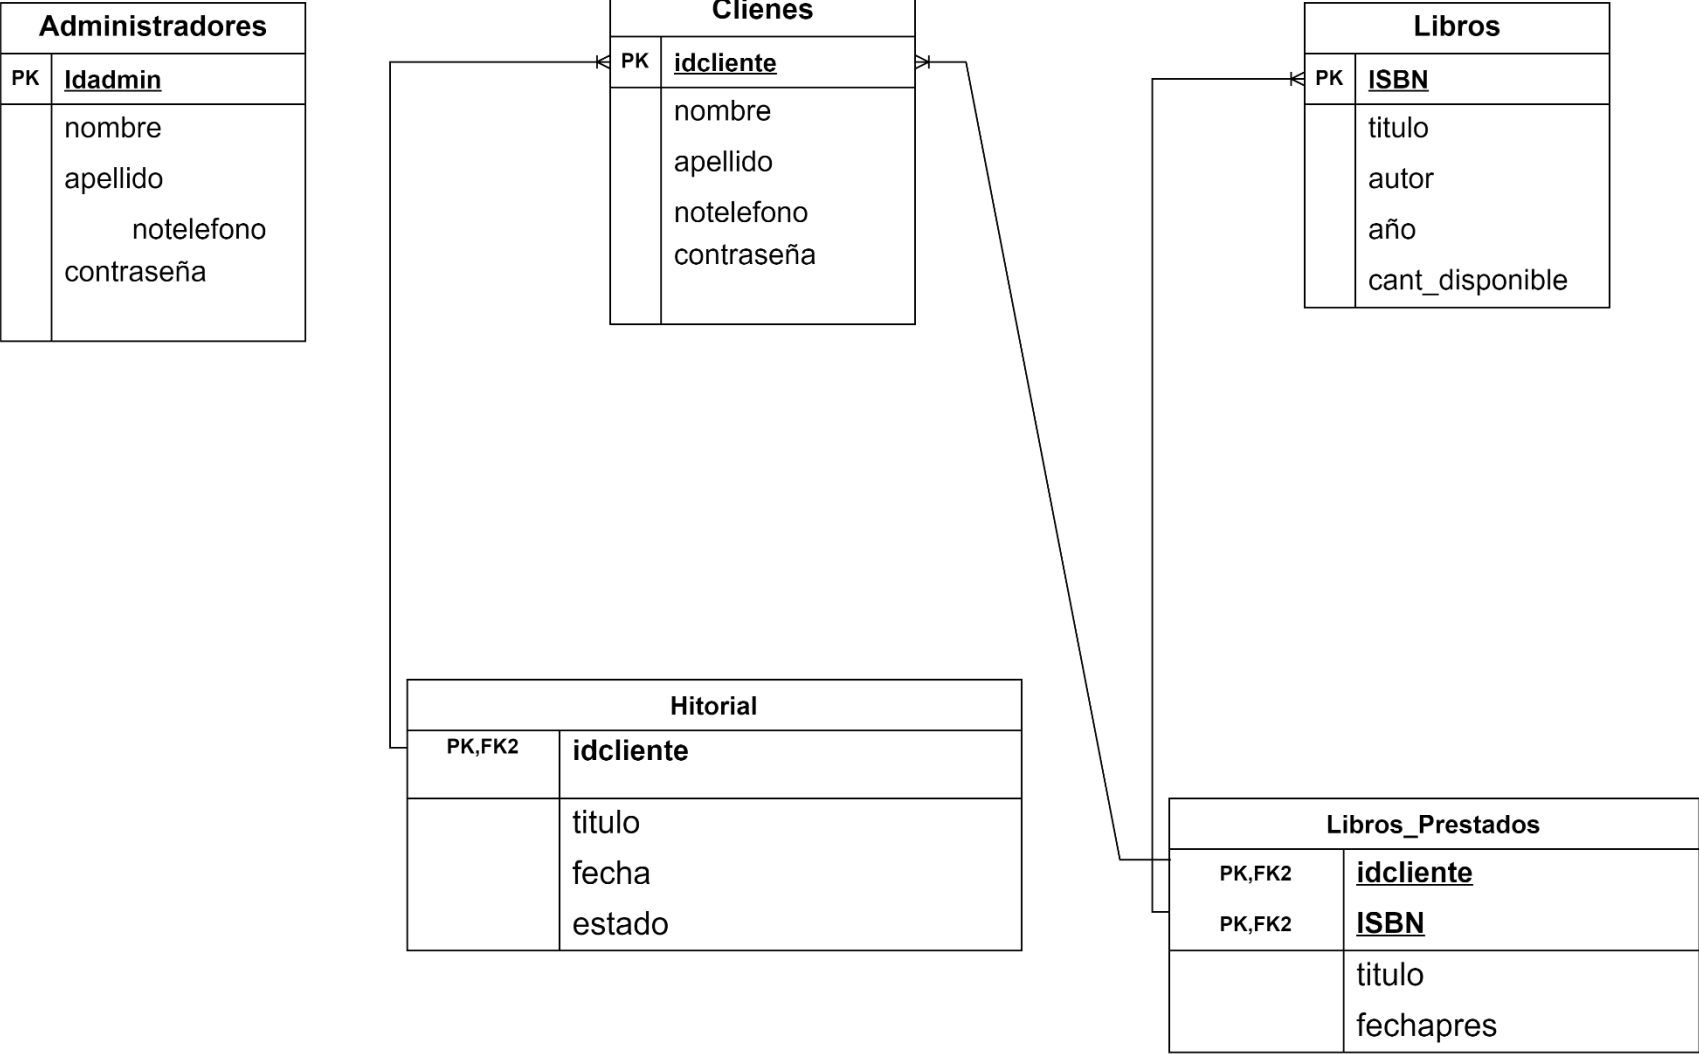 Administradores
PK Idadmin
nombre
apellido
notelefono
contraseña
Clienes
PK idcliente
nombre
apellido
notelefono
contraseña
Libros
PK ISBN
titulo
autor
año
cant_disponible
Hitorial
PK,FK2 idcliente
titulo
fecha
estado
Libros_Prestados
PK,FK2 idcliente
PK,FK2 ISBN
titulo
fechapres